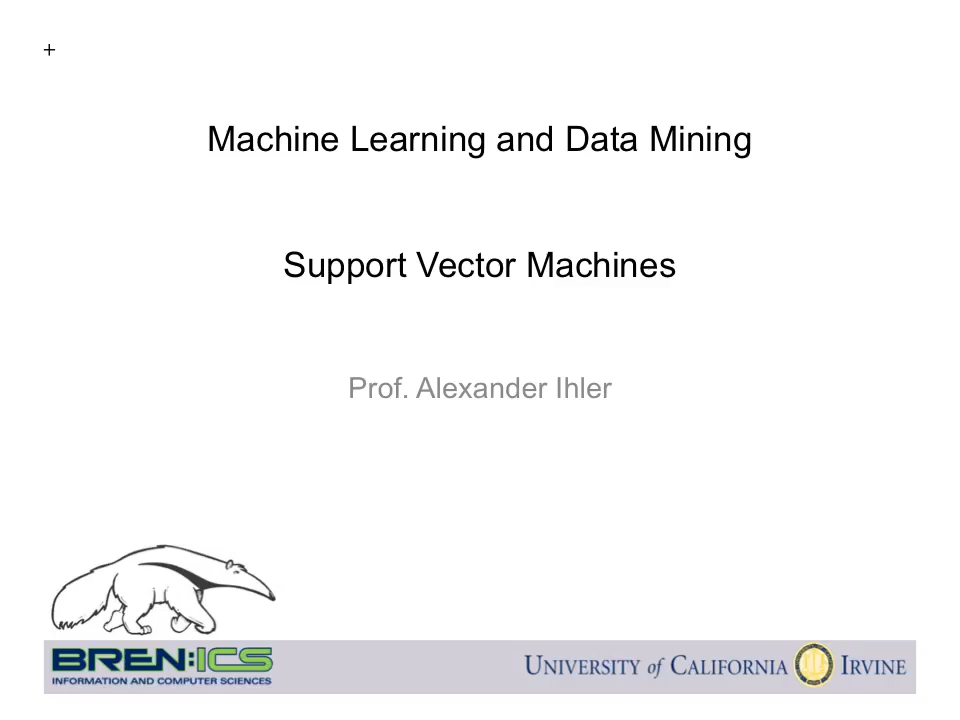 +
Machine Learning and Data Mining
Support Vector Machines
Prof. Alexander Ihler
BREN:ICS
INFORMATION AND COMPUTER SCIENCES
UNIVERSITY of CALIFORNIA IRVINE